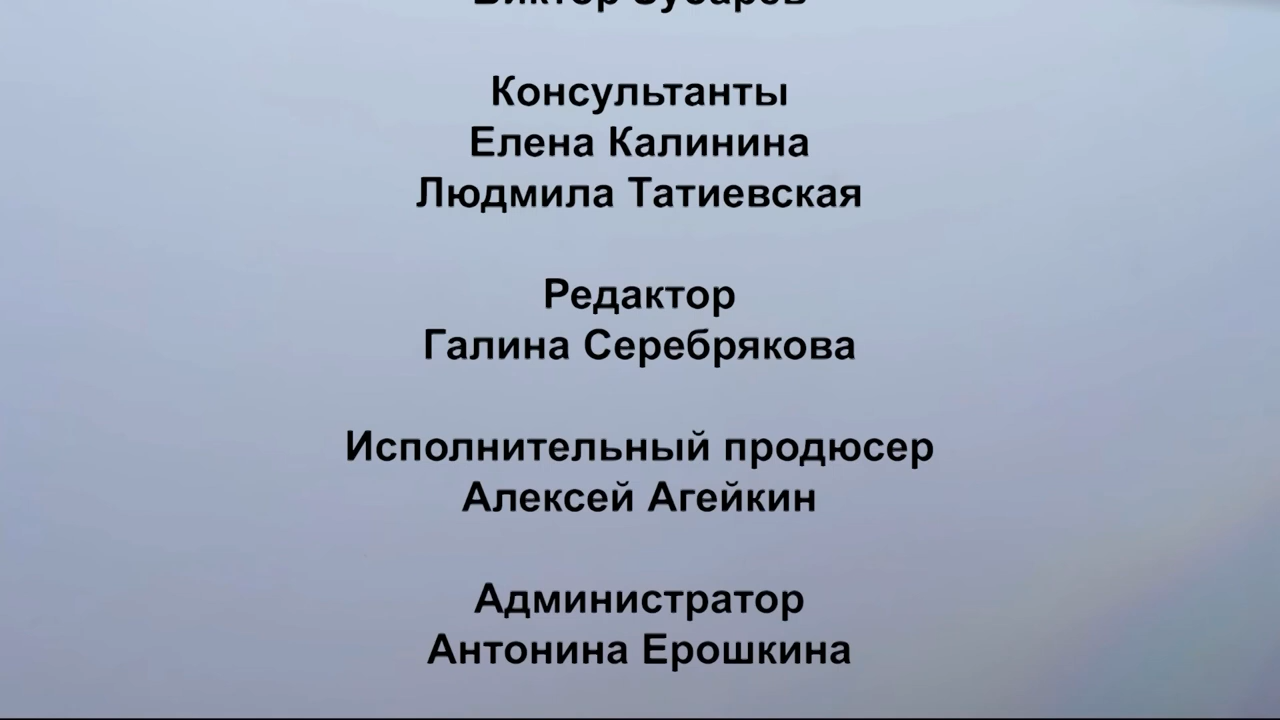 Консультанты
Елена Калинина
Людмила Татиевская
Редактор
Галина Серебрякова
Исполнительный продюсер
Алексей Агейкин
Администратор
Антонина Ерошкина